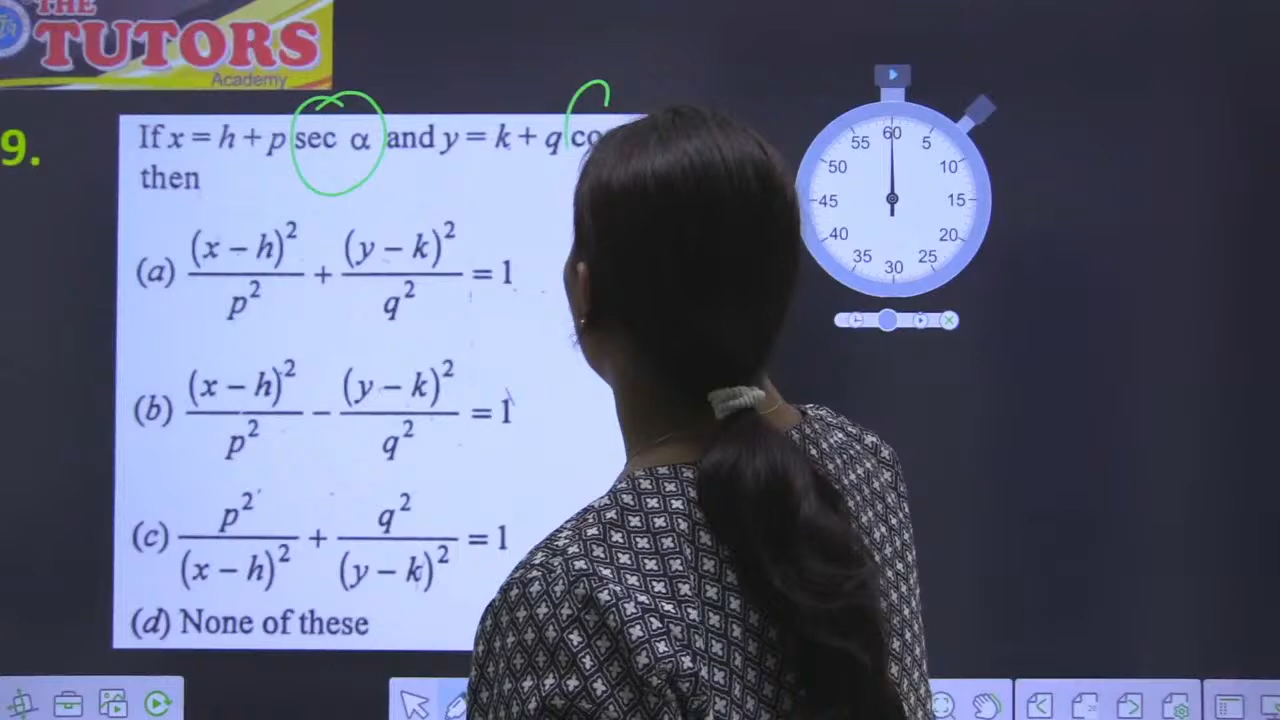 THE
TUTORS
Academy
9.
If x = h + p sec α and y = k + q
then
(a) (x − h)² / p² + (y − k)² / q² = 1
(b) (x − h)² / p² − (y − k)² / q² = 1
(c) p² / (x − h)² + q² / (y − k)² = 1
(d) None of these
60
55 5
50 10
45 15
40 20
35 25
30